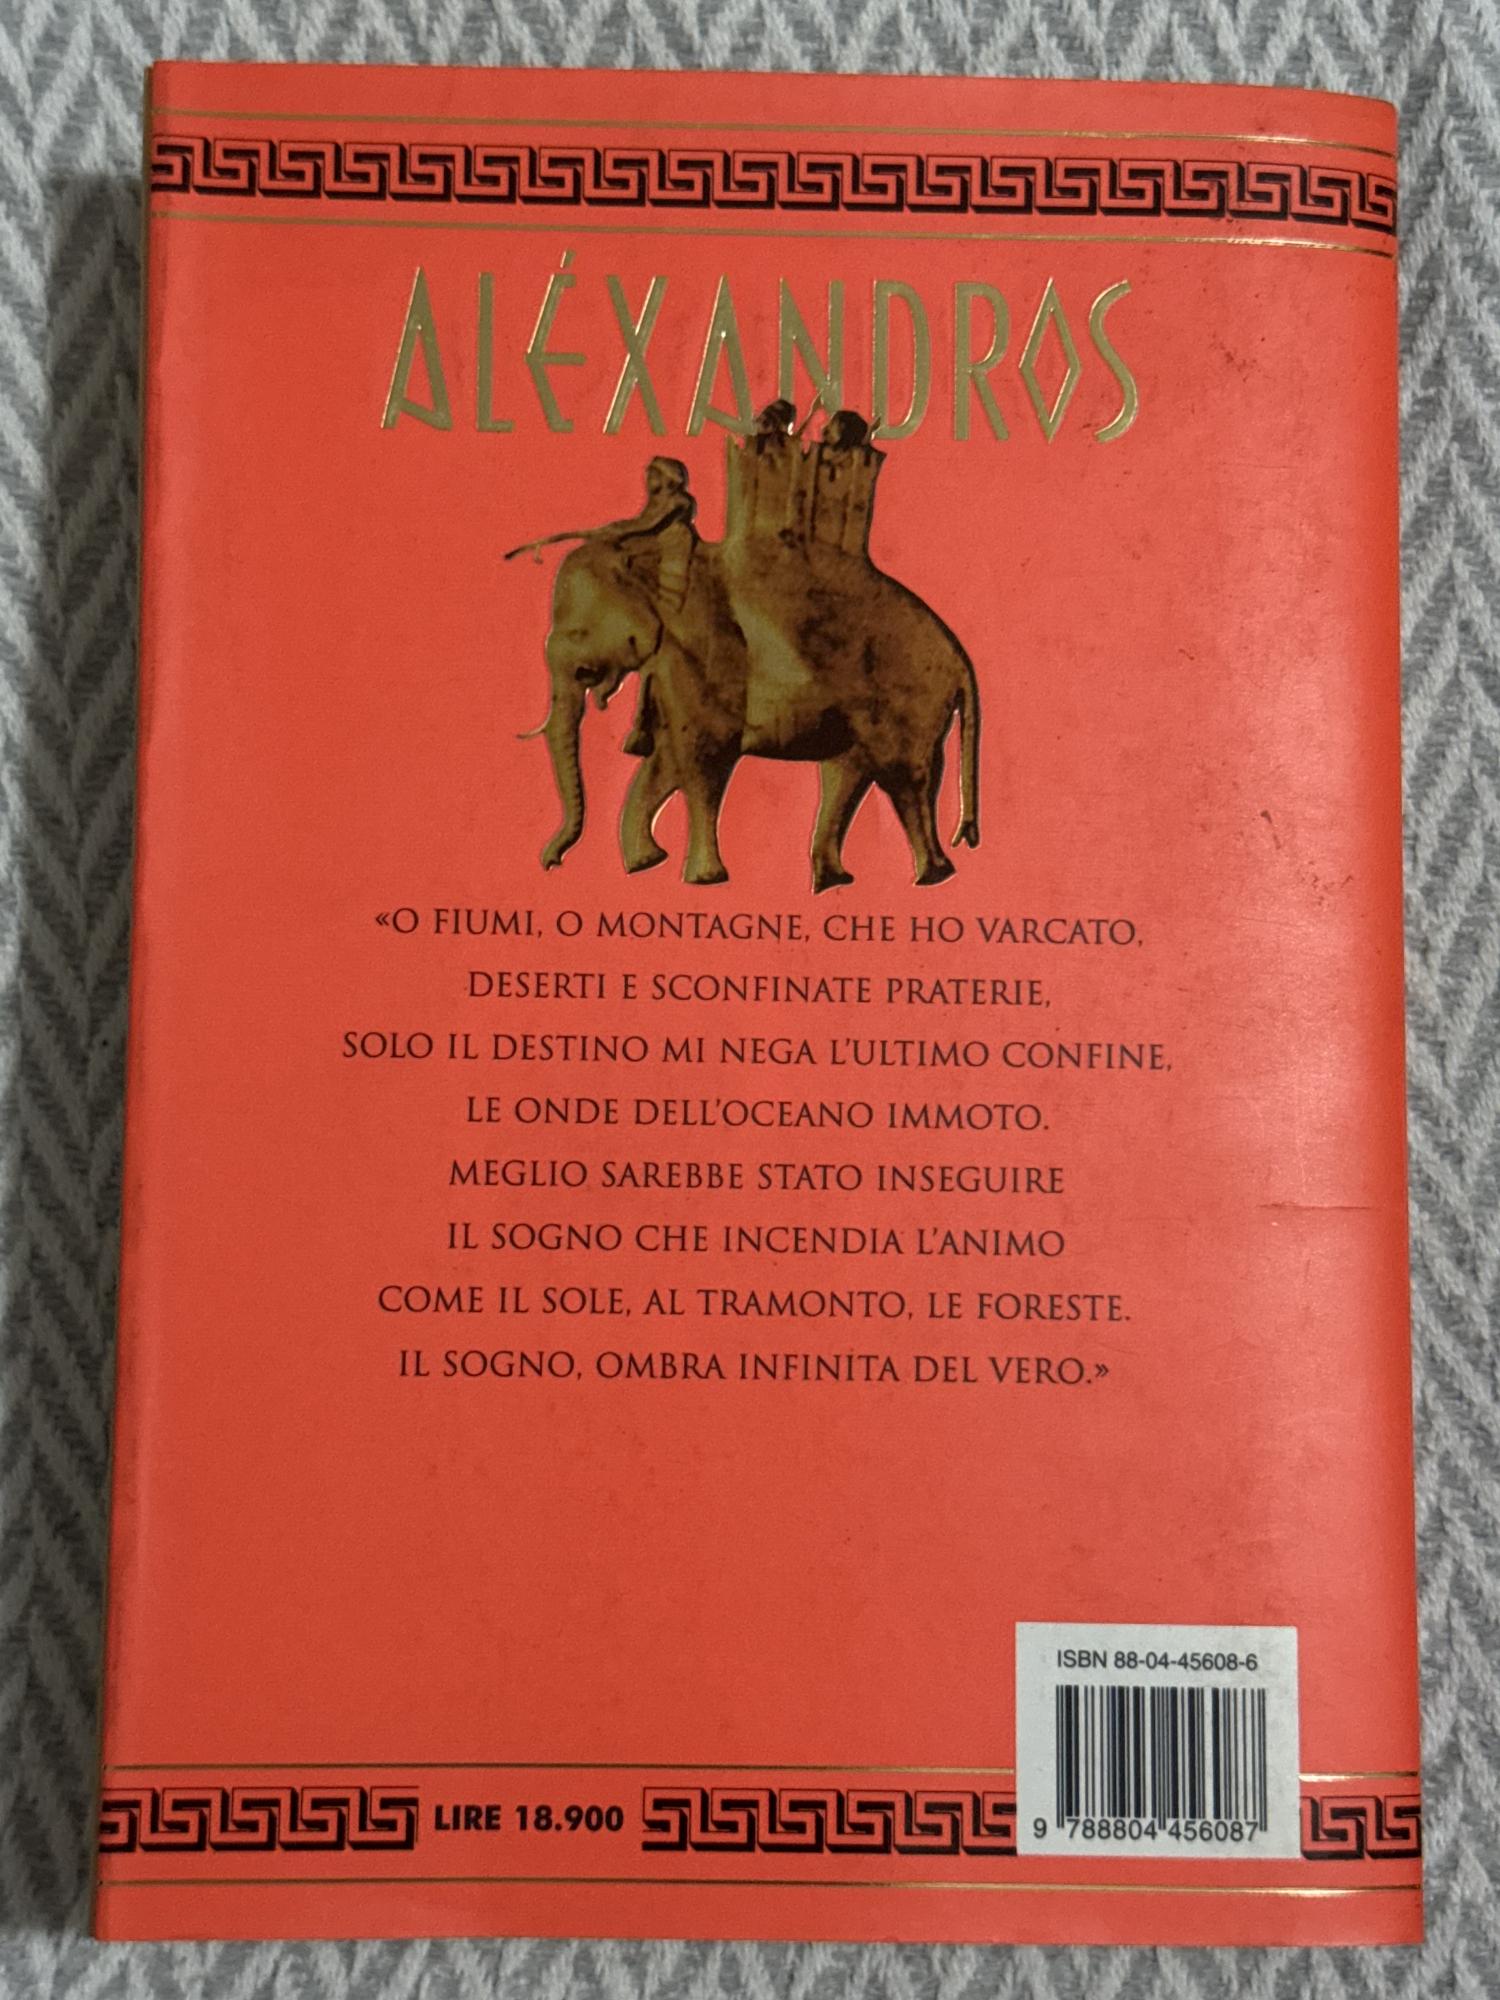 ALÉXANDROS
«O FIUMI, O MONTAGNE, CHE HO VARCATO,
DESERTI E SCONFINATE PRATERIE,
SOLO IL DESTINO MI NEGA L'ULTIMO CONFINE,
LE ONDE DELL'OCEANO IMMOTO.
MEGLIO SAREBBE STATO INSEGUIRE
IL SOGNO CHE INCENDIA L'ANIMO
COME IL SOLE, AL TRAMONTO, LE FORESTE.
IL SOGNO, OMBRA INFINITA DEL VERO.»
ISBN 88-04-45608-6
9 788804 456087
LIRE 18.900